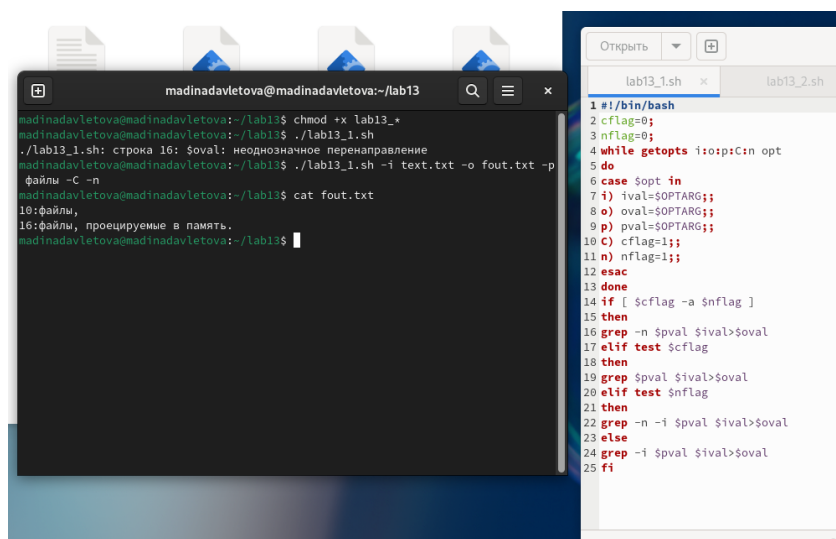 madinadavletova@madinadavletova:~/lab13
madinadavletova@madinadavletova:~/lab13$ chmod +x lab13_*
madinadavletova@madinadavletova:~/lab13$ ./lab13_1.sh
./lab13_1.sh: строка 16: $oval: неоднозначное перенаправление
madinadavletova@madinadavletova:~/lab13$ ./lab13_1.sh -i text.txt -o fout.txt -p
файлы -C -n
madinadavletova@madinadavletova:~/lab13$ cat fout.txt
10:файлы,
16:файлы, проецируемые в память.
madinadavletova@madinadavletova:~/lab13$
Открыть
lab13_1.sh × lab13_2.sh
1 #!/bin/bash
2 cflag=0;
3 nflag=0;
4 while getopts i:o:p:C:n opt
5 do
6 case $opt in
7 i) ival=$OPTARG;;
8 o) oval=$OPTARG;;
9 p) pval=$OPTARG;;
10 C) cflag=1;;
11 n) nflag=1;;
12 esac
13 done
14 if [ $cflag -a $nflag ]
15 then
16 grep -n $pval $ival>$oval
17 elif test $cflag
18 then
19 grep $pval $ival>$oval
20 elif test $nflag
21 then
22 grep -n -i $pval $ival>$oval
23 else
24 grep -i $pval $ival>$oval
25 fi